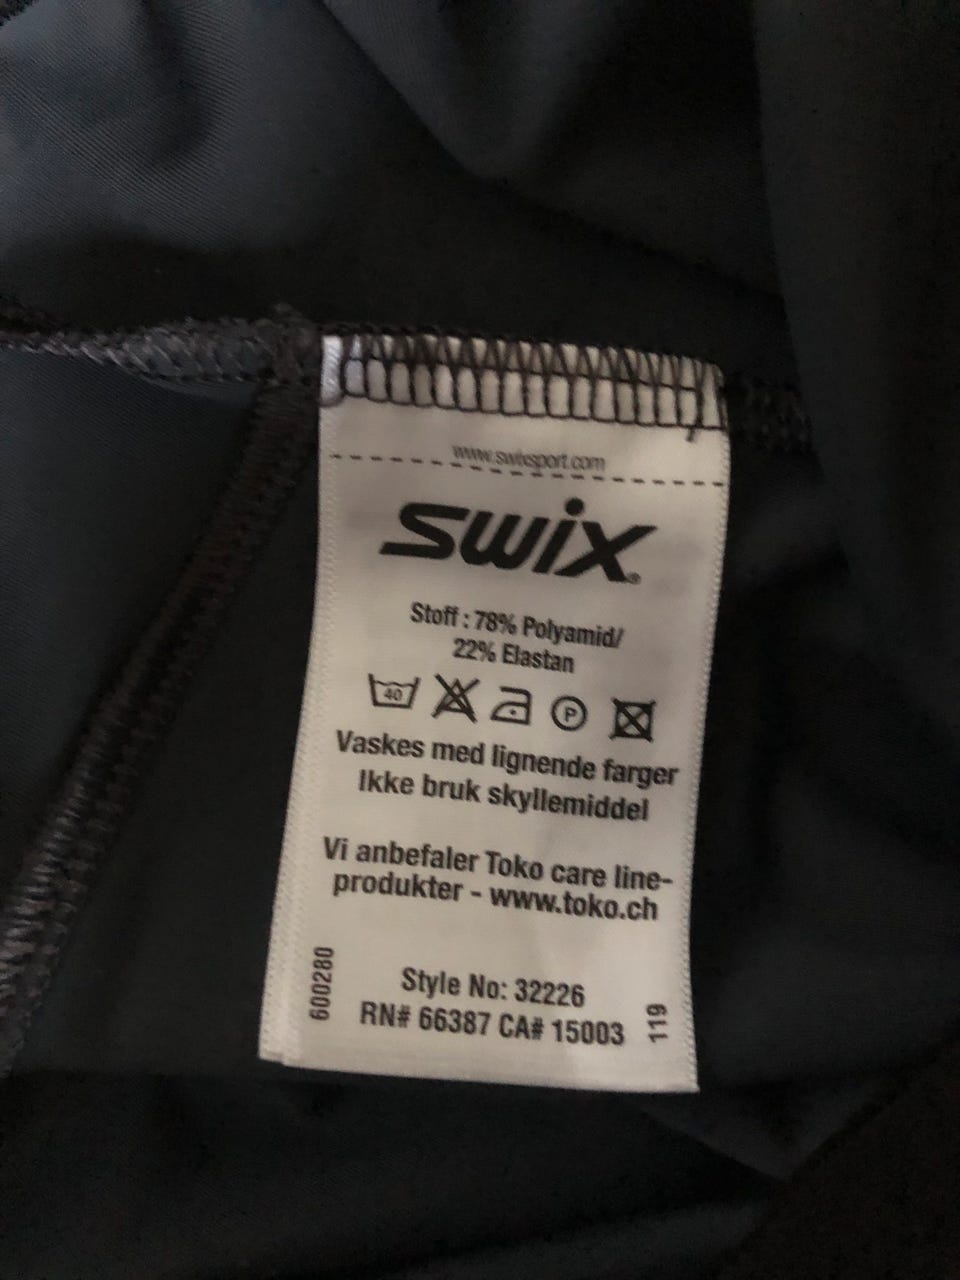 www.swixsport.com
swix
Stoff : 78% Polyamid/
22% Elastan
40 P
Vaskes med lignende farger
Ikke bruk skyllemiddel
Vi anbefaler Toko care line-
produkter - www.toko.ch
600280
Style No: 32226
RN# 66387 CA# 15003
119